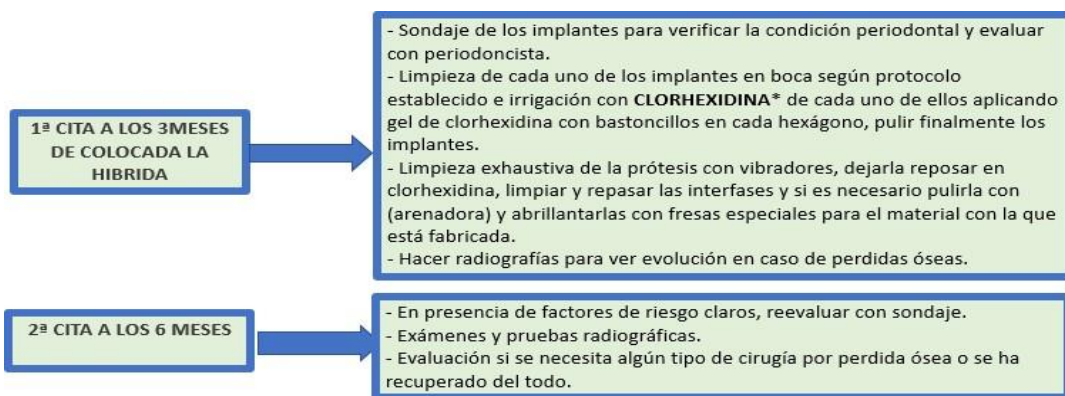 1ª CITA A LOS 3MESES
DE COLOCADA LA
HIBRIDA
- Sondaje de los implantes para verificar la condición periodontal y evaluar
con periodoncista.
- Limpieza de cada uno de los implantes en boca según protocolo
establecido e irrigación con CLORHEXIDINA* de cada uno de ellos aplicando
gel de clorhexidina con bastoncillos en cada hexágono, pulir finalmente los
implantes.
- Limpieza exhaustiva de la prótesis con vibradores, dejarla reposar en
clorhexidina, limpiar y repasar las interfases y si es necesario pulirla con
(arenadora) y abrillantarlas con fresas especiales para el material con la que
está fabricada.
- Hacer radiografías para ver evolución en caso de perdidas óseas.
2ª CITA A LOS 6 MESES
- En presencia de factores de riesgo claros, reevaluar con sondaje.
- Exámenes y pruebas radiográficas.
- Evaluación si se necesita algún tipo de cirugía por perdida ósea o se ha
recuperado del todo.